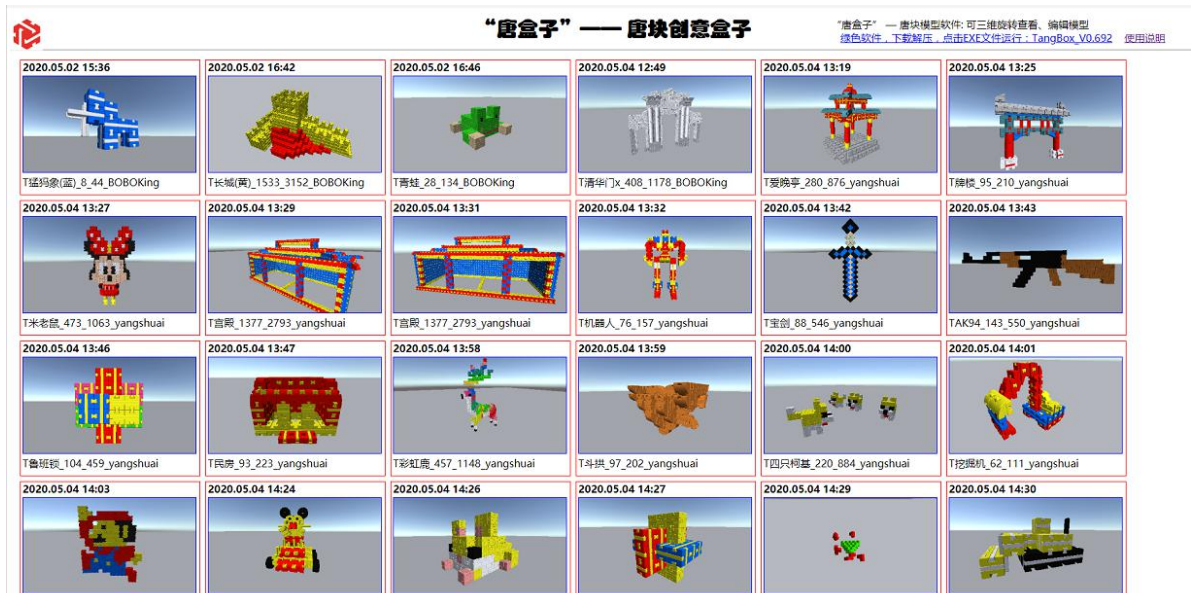 “唐盒子” —— 唐块创意盒子
“唐盒子” — 唐块模型软件: 可三维旋转查看、编辑模型
绿色软件，下载解压，点击EXE文件运行：TangBox_V0.692 使用说明
2020.05.02 15:36 2020.05.02 16:42 2020.05.02 16:46 2020.05.04 12:49 2020.05.04 13:19 2020.05.04 13:25
T猛犸象(蓝)_8_44_BOBOKing T长城(黄)_1533_3152_BOBOKing T青蛙_28_134_BOBOKing T清华门x_408_1178_BOBOKing T爱晚亭_280_876_yangshuai T牌楼_95_210_yangshuai
2020.05.04 13:27 2020.05.04 13:29 2020.05.04 13:31 2020.05.04 13:32 2020.05.04 13:42 2020.05.04 13:43
T米老鼠_473_1063_yangshuai T宫殿_1377_2793_yangshuai T宫殿_1377_2793_yangshuai T机器人_76_157_yangshuai T宝剑_88_546_yangshuai TAK94_143_550_yangshuai
2020.05.04 13:46 2020.05.04 13:47 2020.05.04 13:58 2020.05.04 13:59 2020.05.04 14:00 2020.05.04 14:01
T鲁班锁_104_459_yangshuai T民房_93_223_yangshuai T彩虹鹿_457_1148_yangshuai T斗拱_97_202_yangshuai T四只柯基_220_884_yangshuai T挖掘机_62_111_yangshuai
2020.05.04 14:03 2020.05.04 14:24 2020.05.04 14:26 2020.05.04 14:27 2020.05.04 14:29 2020.05.04 14:30